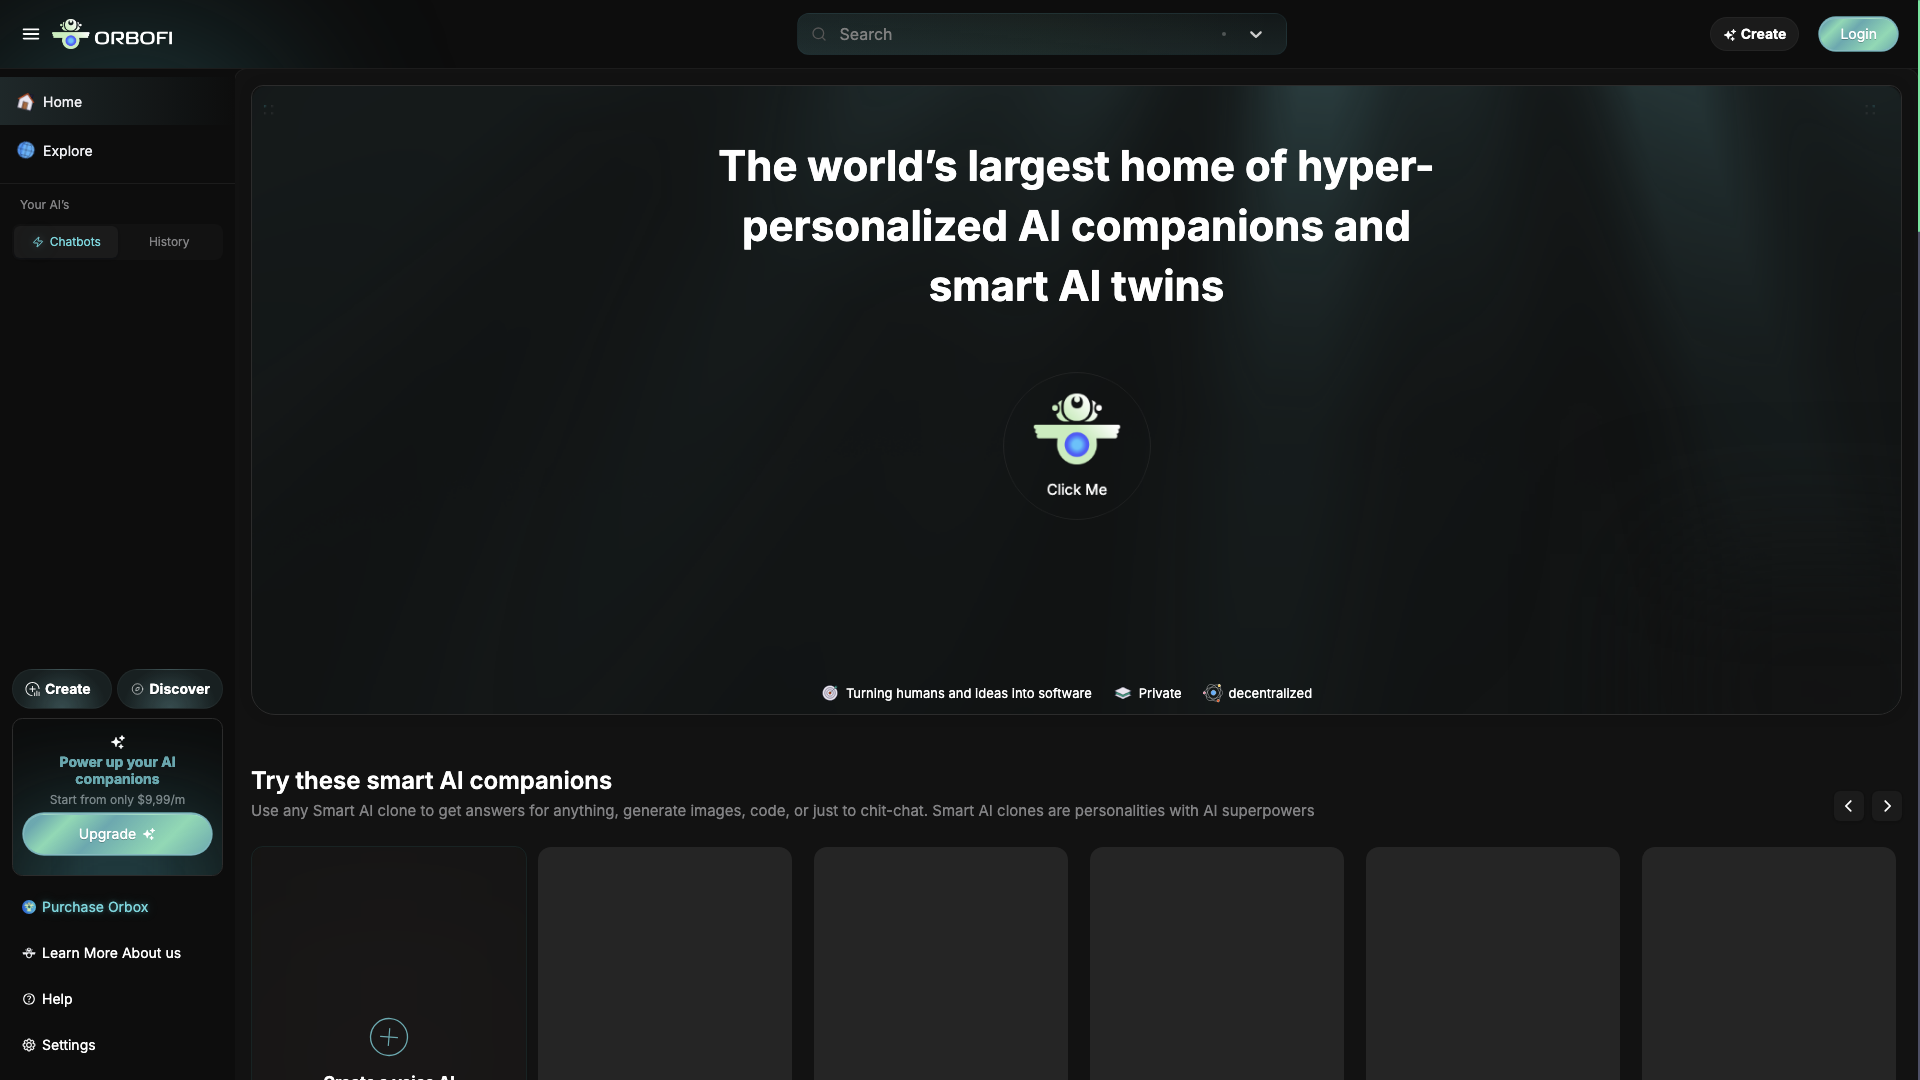 ORBOFI
Search
Create
Login
Home
Explore
Your AI's
Chatbots
History
The world’s largest home of hyper-
personalized AI companions and
smart AI twins
Click Me
Turning humans and ideas into software
Private
decentralized
Create
Discover
Power up your AI
companions
Start from only $9,99/m
Upgrade
Purchase Orbox
Learn More About us
Help
Settings
Try these smart AI companions
Use any Smart AI clone to get answers for anything, generate images, code, or just to chit-chat. Smart AI clones are personalities with AI superpowers
Create a voice AI